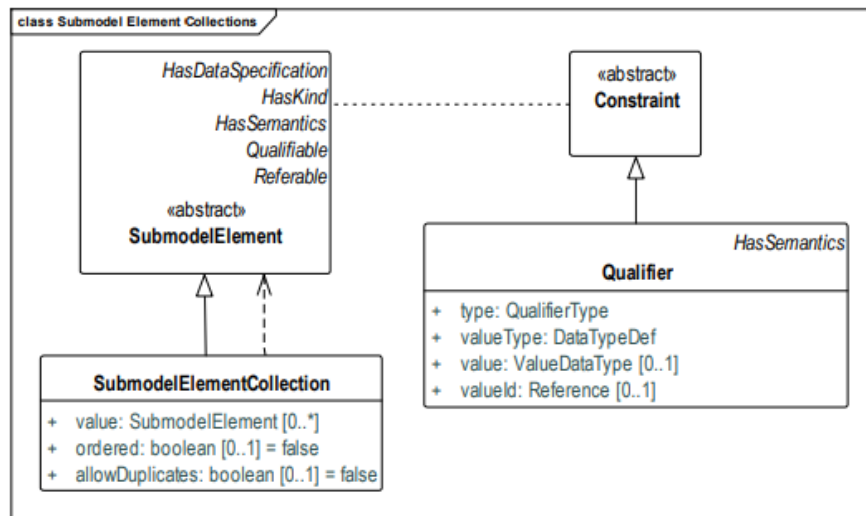 class Submodel Element Collections
HasDataSpecification
HasKind
HasSemantics
Qualifiable
Referable
«abstract»
SubmodelElement
«abstract»
Constraint
HasSemantics
Qualifier
+ type: QualifierType
+ valueType: DataTypeDef
+ value: ValueDataType [0..1]
+ valueId: Reference [0..1]
SubmodelElementCollection
+ value: SubmodelElement [0..*]
+ ordered: boolean [0..1] = false
+ allowDuplicates: boolean [0..1] = false